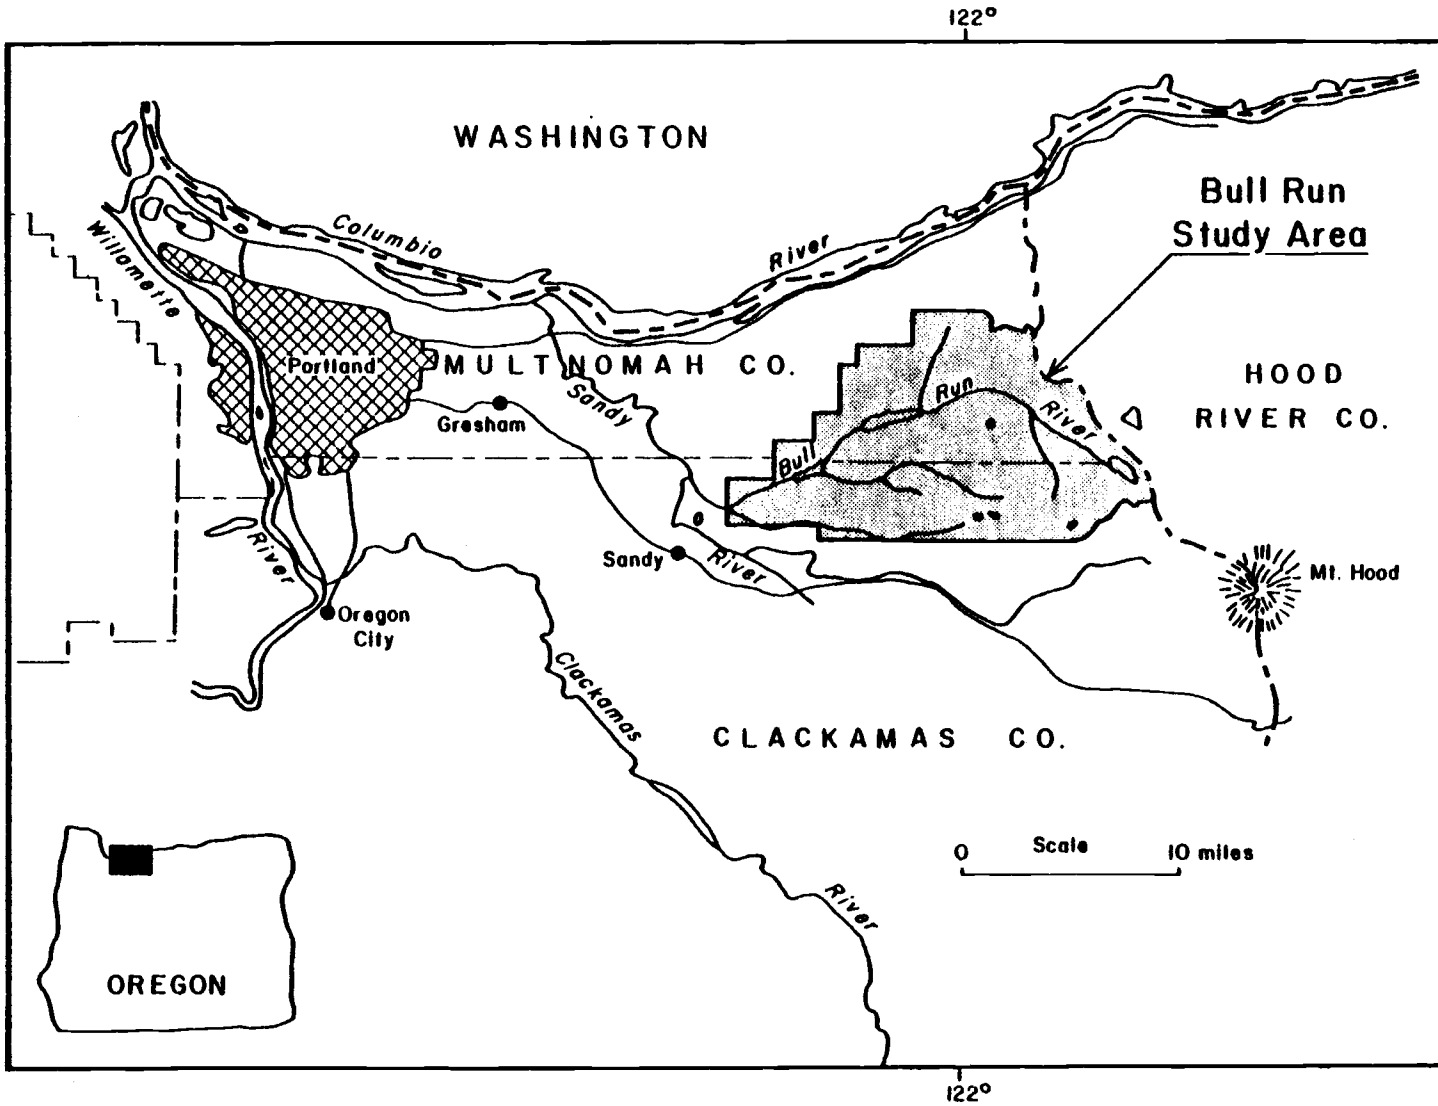 122°
WASHINGTON
Bull Run
Study Area
Columbia
River
Willamette
Portland
MULTNOMAH CO.
HOOD
RIVER CO.
Run
River
Sandy
Gresham
Bull
River
Sandy
River
Mt. Hood
Oregon
City
Clackamas
CLACKAMAS CO.
0 Scale 10 miles
River
OREGON
122°